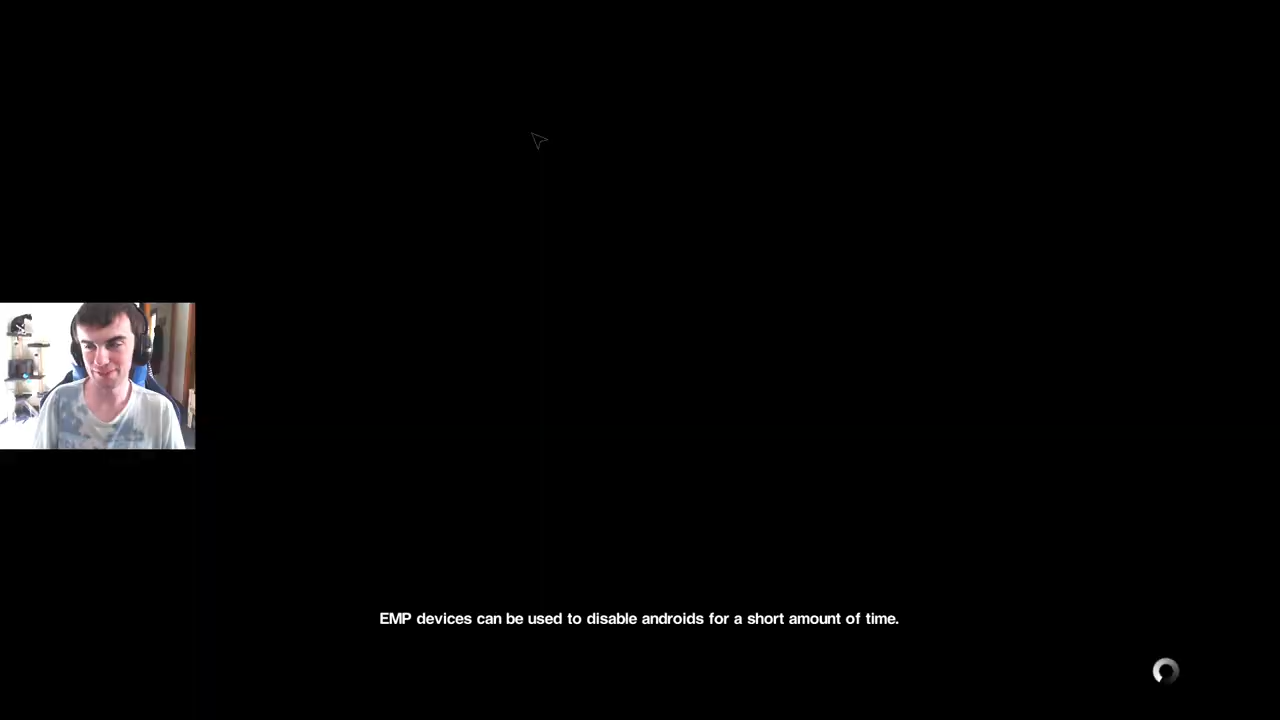 EMP devices can be used to disable androids for a short amount of time.